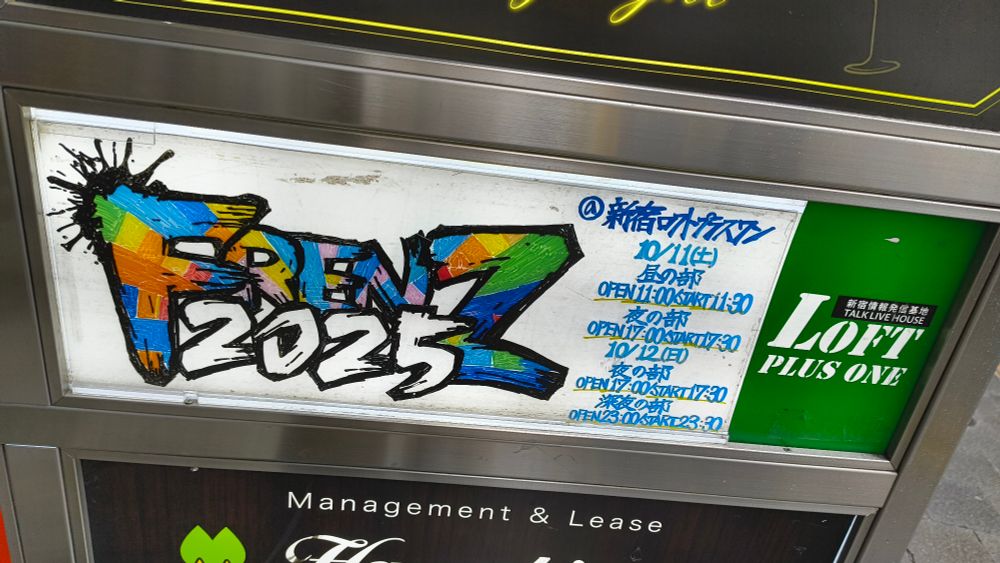 FRENZ
2025
@新宿ロフトプラスワン
10/11(土)
昼の部
OPEN11:00/START11:30
夜の部
OPEN17:00/START17:30
10/12(日)
夜の部
OPEN17:00/START17:30
深夜の部
OPEN23:00/START23:30
新宿情報発信基地
TALK LIVE HOUSE
LOFT
PLUS ONE
Management & Lease